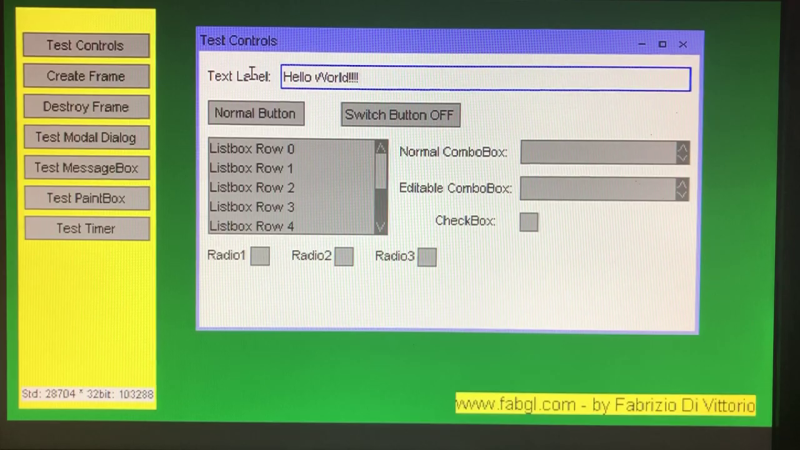 Test Controls
Create Frame
Destroy Frame
Test Modal Dialog
Test MessageBox
Test PaintBox
Test Timer
Std: 28704 * 32bit: 103288
Test Controls
Text Label: Hello World!!!!
Normal Button
Switch Button OFF
Listbox Row 0
Listbox Row 1
Listbox Row 2
Listbox Row 3
Listbox Row 4
Normal ComboBox:
Editable ComboBox:
CheckBox:
Radio1 Radio2 Radio3
www.fabgl.com - by Fabrizio Di Vittorio